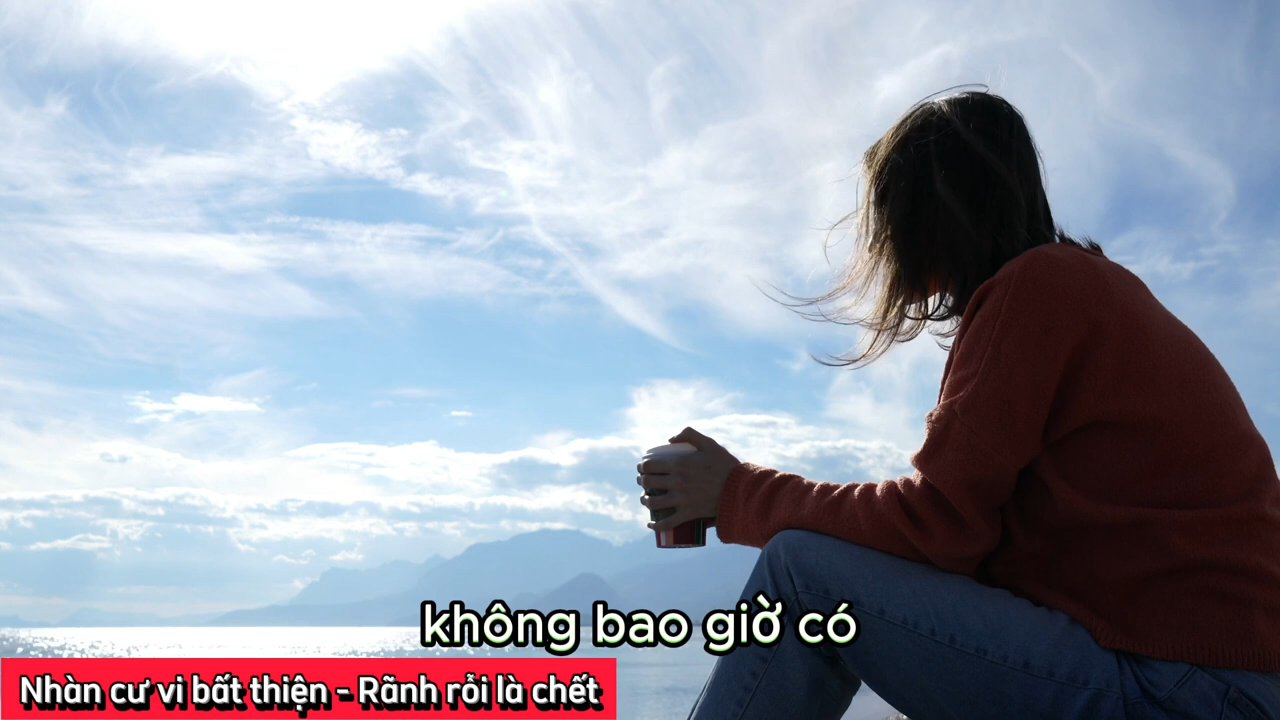 không bao giờ có
Nhàn cư vi bất thiện - Rãnh rỗi là chết